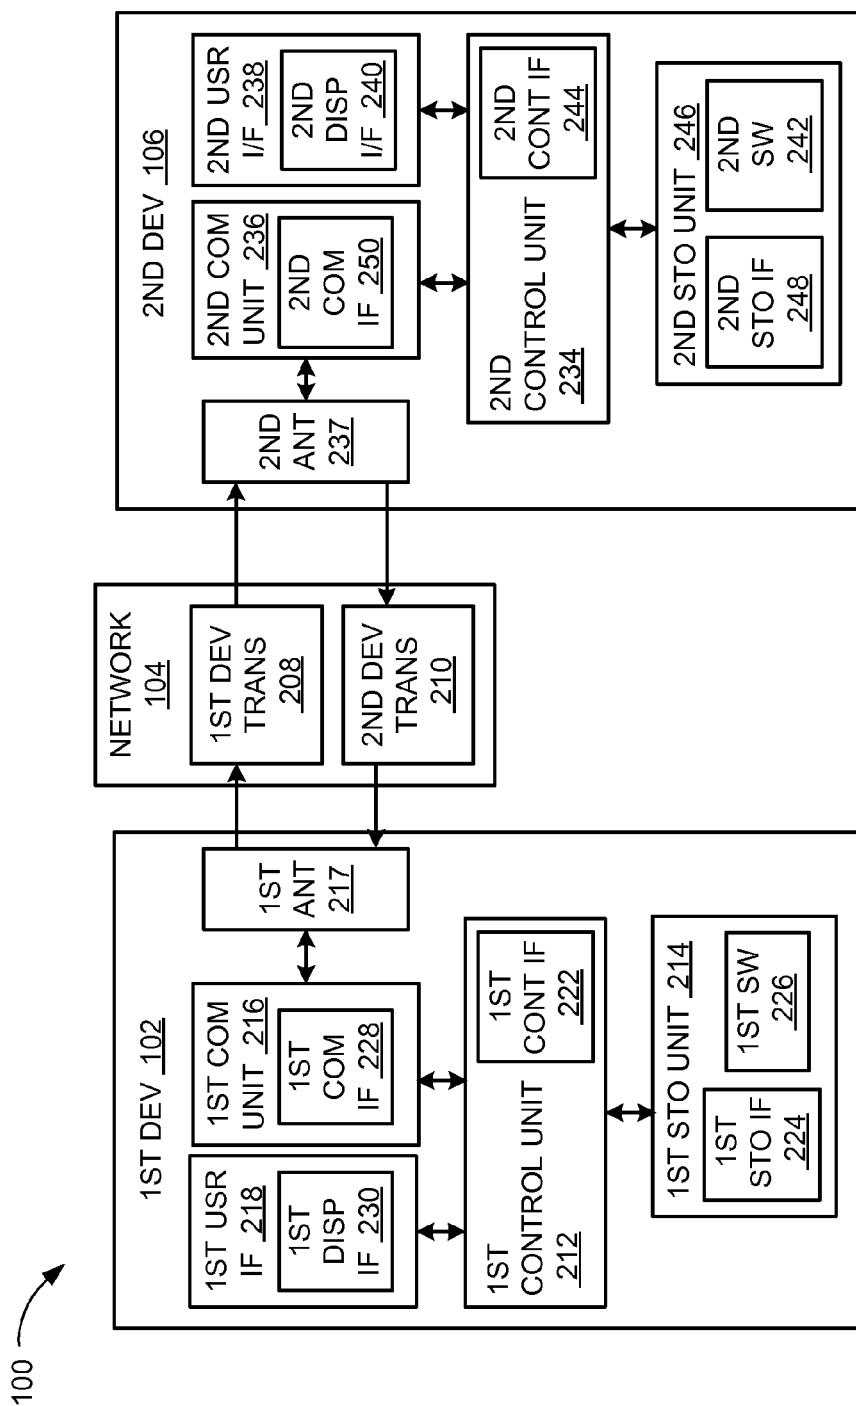 100
1ST DEV 102
1ST USR
IF 218
1ST
DISP
IF 230
1ST COM
UNIT 216
1ST
COM
IF 228
1ST
ANT
217
1ST
CONTROL UNIT
212
1ST
CONT IF
222
1ST STO UNIT 214
1ST
STO IF
224
1ST SW
226
NETWORK
104
1ST DEV
TRANS
208
2ND DEV
TRANS
210
2ND DEV 106
2ND
ANT
237
2ND COM
UNIT 236
2ND
COM
IF 250
2ND USR
I/F 238
2ND
DISP
I/F 240
2ND
CONTROL UNIT
234
2ND
CONT IF
244
2ND STO UNIT 246
2ND
STO IF
248
2ND
SW
242